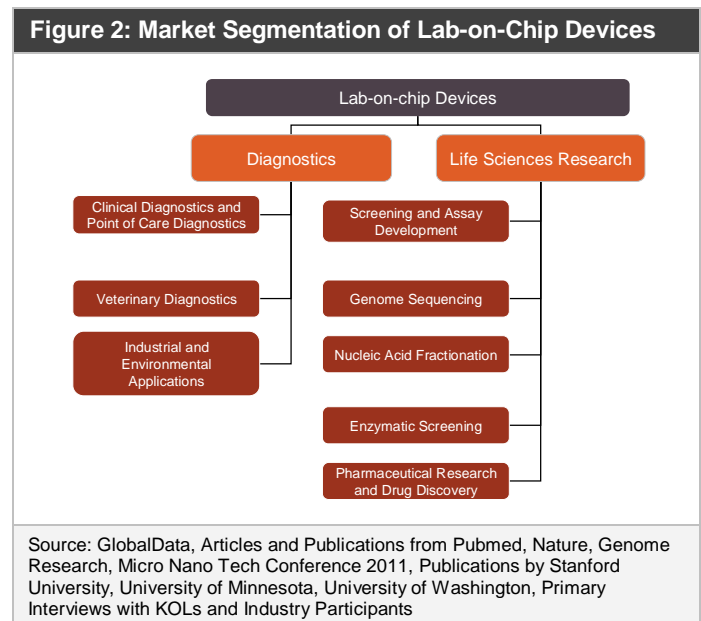 Figure 2: Market Segmentation of Lab-on-Chip Devices
Lab-on-chip Devices
Diagnostics
Life Sciences Research
Clinical Diagnostics and
Point of Care Diagnostics
Veterinary Diagnostics
Industrial and
Environmental
Applications
Screening and Assay
Development
Genome Sequencing
Nucleic Acid Fractionation
Enzymatic Screening
Pharmaceutical Research
and Drug Discovery
Source: GlobalData, Articles and Publications from Pubmed, Nature, Genome
Research, Micro Nano Tech Conference 2011, Publications by Stanford
University, University of Minnesota, University of Washington, Primary
Interviews with KOLs and Industry Participants